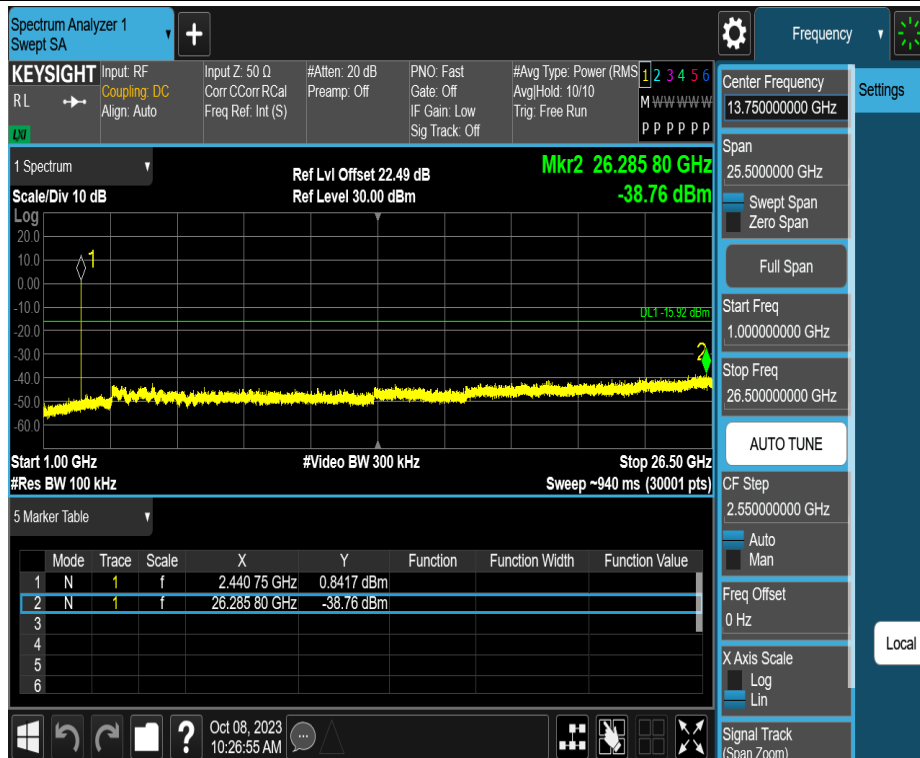 Spectrum Analyzer 1
Swept SA
+
Frequency
KEYSIGHT
RL
LXI
Input: RF
Coupling: DC
Align: Auto
Input Z: 50 Ω
Corr CCorr RCal
Freq Ref: Int (S)
#Atten: 20 dB
Preamp: Off
PNO: Fast
Gate: Off
IF Gain: Low
Sig Track: Off
#Avg Type: Power (RMS
Avg|Hold: 10/10
Trig: Free Run
1 2 3 4 5 6
M W W W W W
P P P P P P
1 Spectrum
Scale/Div 10 dB
Ref Lvl Offset 22.49 dB
Ref Level 30.00 dBm
Mkr2 26.285 80 GHz
-38.76 dBm
Log
20.0
10.0
0.00
-10.0
-20.0
-30.0
-40.0
-50.0
-60.0
1
DL1 -15.92 dBm
2
Start 1.00 GHz
#Video BW 300 kHz
Stop 26.50 GHz
#Res BW 100 kHz
Sweep ~940 ms (30001 pts)
5 Marker Table
Mode Trace Scale X Y Function Function Width Function Value
1 N 1 f 2.440 75 GHz 0.8417 dBm
2 N 1 f 26.285 80 GHz -38.76 dBm
3
4
5
6
?
Oct 08, 2023
10:26:55 AM
Center Frequency
13.750000000 GHz
Settings
Span
25.5000000 GHz
Swept Span
Zero Span
Full Span
Start Freq
1.000000000 GHz
Stop Freq
26.500000000 GHz
AUTO TUNE
CF Step
2.550000000 GHz
Auto
Man
Freq Offset
0 Hz
Local
X Axis Scale
Log
Lin
Signal Track
(Span Zoom)